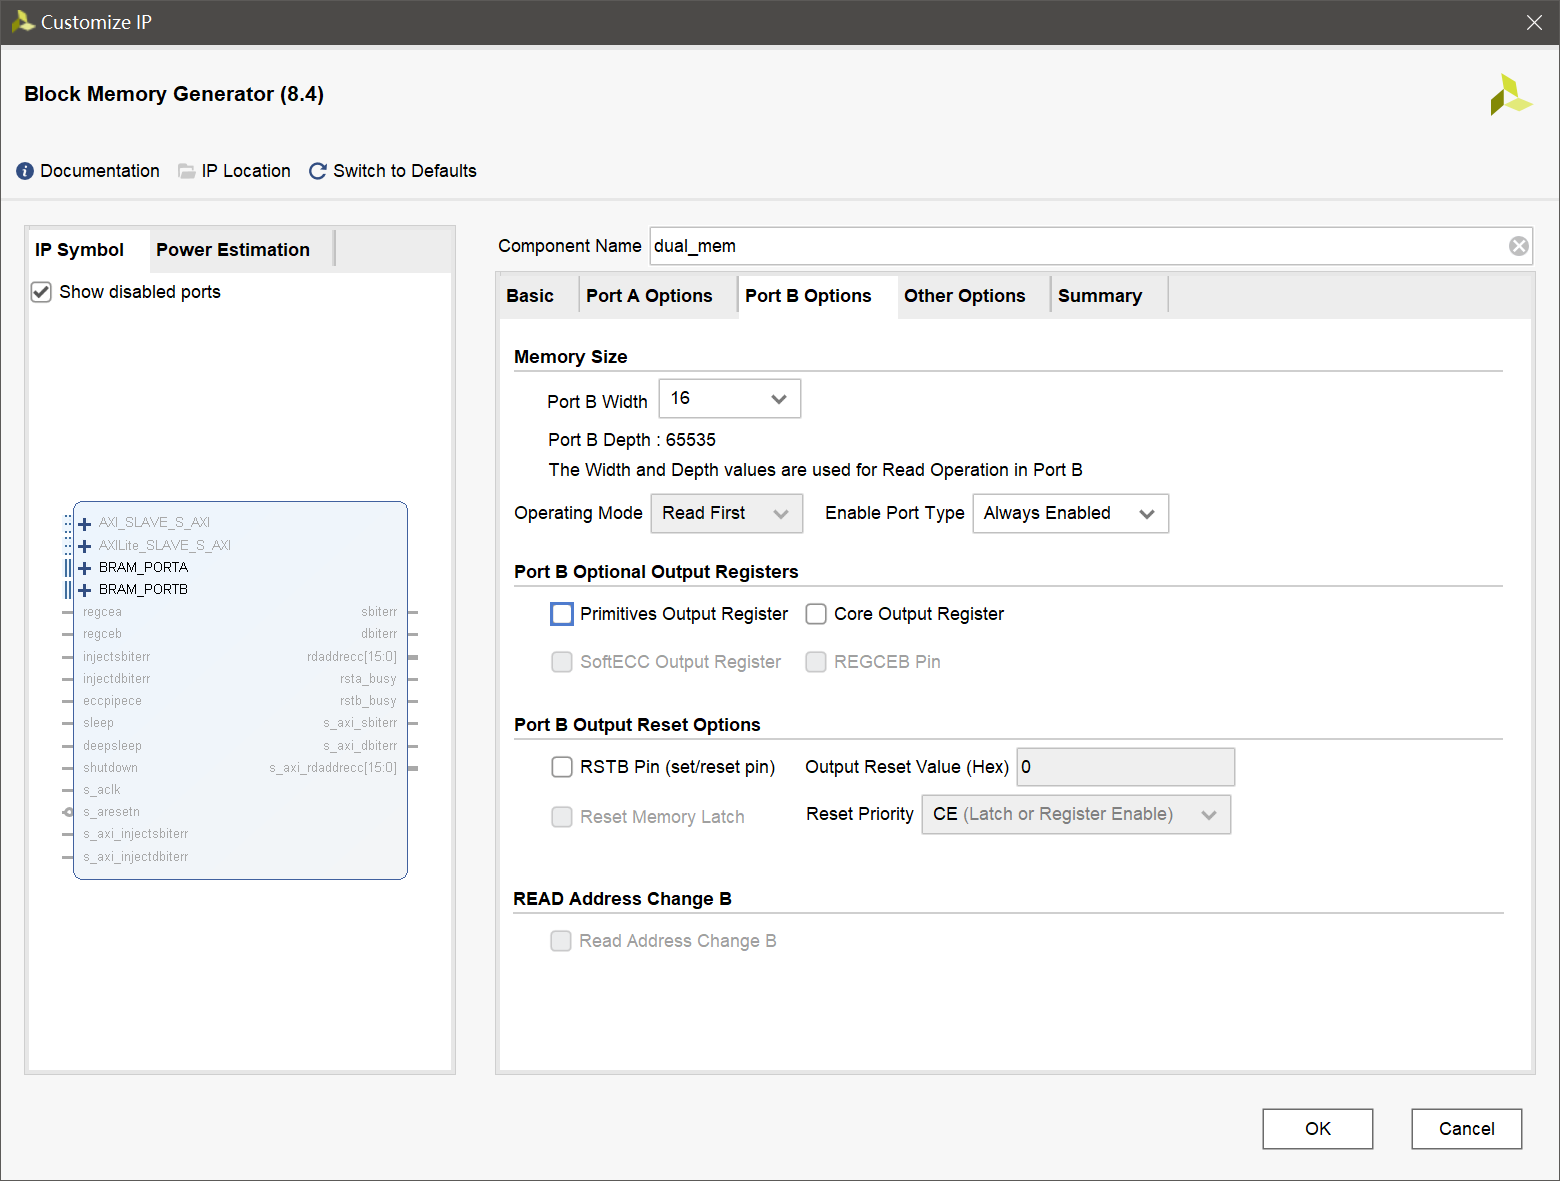 Customize IP
Block Memory Generator (8.4)
Documentation IP Location Switch to Defaults
IP Symbol Power Estimation
Show disabled ports
AXI_SLAVE_S_AXI
AXILite_SLAVE_S_AXI
BRAM_PORTA
BRAM_PORTB
regcea sbiterr
regceb dbiterr
injectsbiterr rdaddrecc[15:0]
injectdbiterr rsta_busy
eccpipece rstb_busy
sleep s_axi_sbiterr
deepsleep s_axi_dbiterr
shutdown s_axi_rdaddrecc[15:0]
s_aclk
s_aresetn
s_axi_injectsbiterr
s_axi_injectdbiterr
Component Name dual_mem
Basic Port A Options Port B Options Other Options Summary
Memory Size
Port B Width 16
Port B Depth : 65535
The Width and Depth values are used for Read Operation in Port B
Operating Mode Read First Enable Port Type Always Enabled
Port B Optional Output Registers
Primitives Output Register Core Output Register
SoftECC Output Register REGCEB Pin
Port B Output Reset Options
RSTB Pin (set/reset pin) Output Reset Value (Hex) 0
Reset Memory Latch Reset Priority CE (Latch or Register Enable)
READ Address Change B
Read Address Change B
OK Cancel